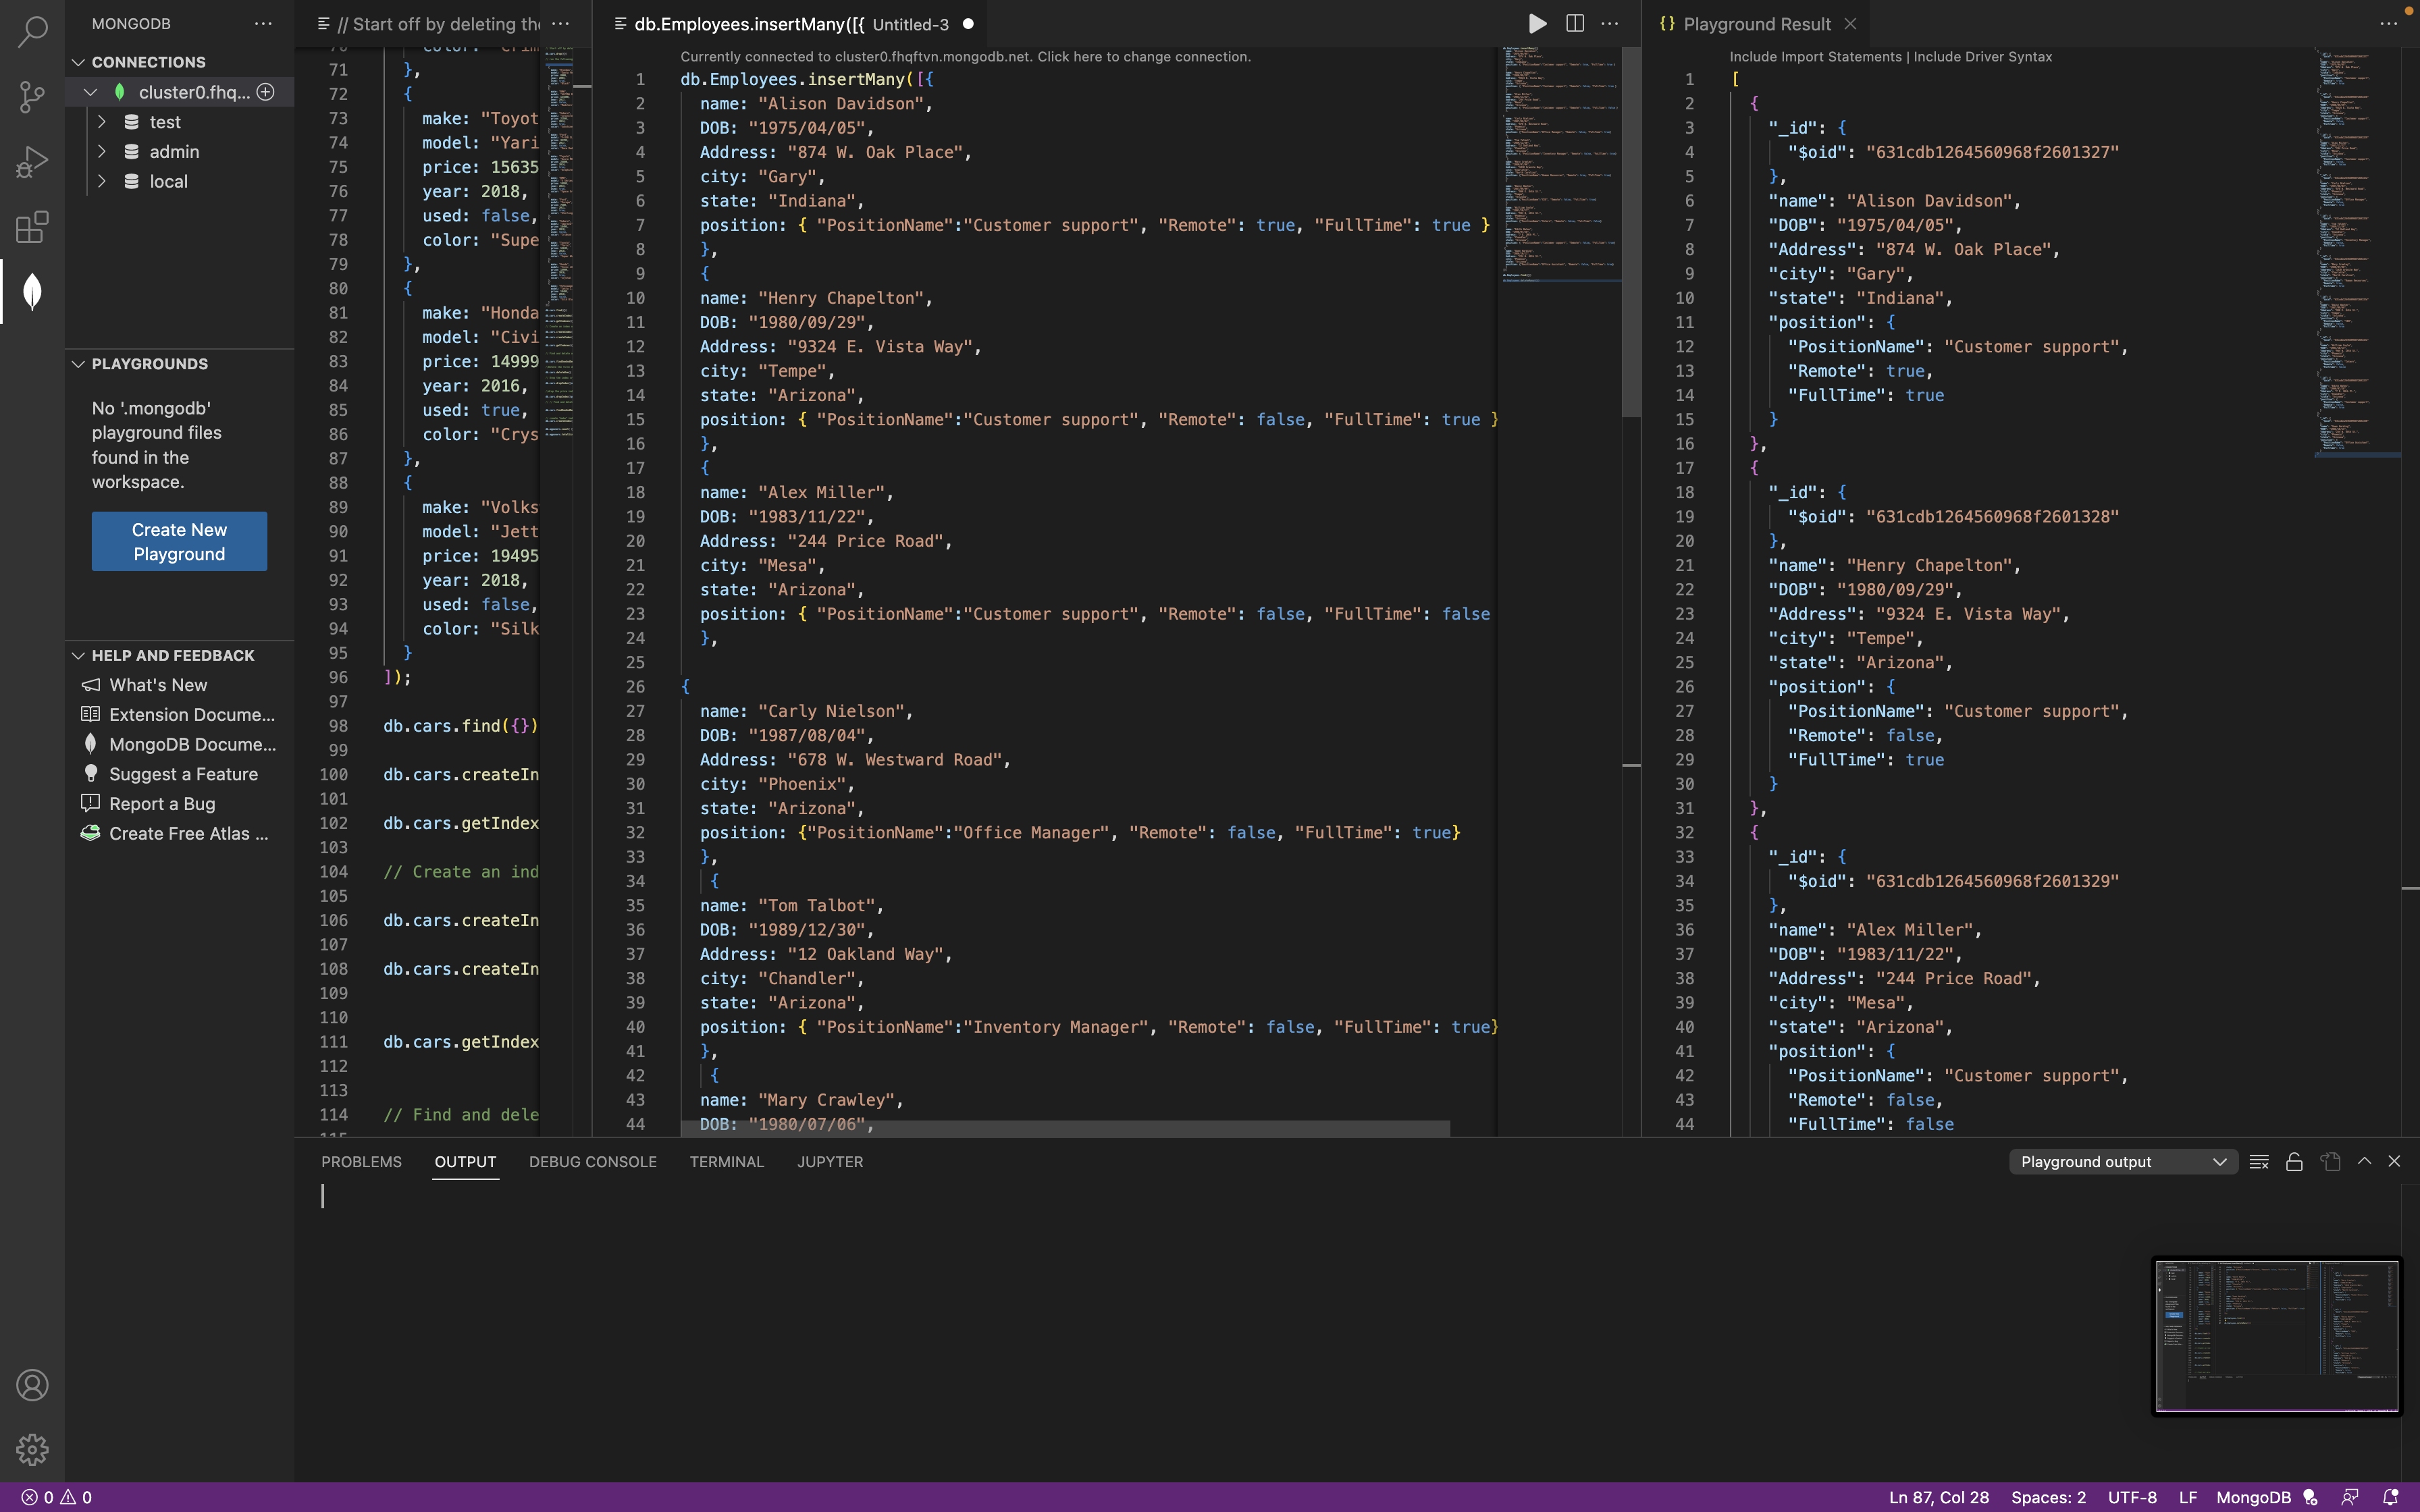 MONGODB
CONNECTIONS
cluster0.fhq...
test
admin
local
PLAYGROUNDS
No '.mongodb'
playground files
found in the
workspace.
Create New
Playground
HELP AND FEEDBACK
What's New
Extension Docume...
MongoDB Docume...
Suggest a Feature
Report a Bug
Create Free Atlas ...
// Start off by deleting the
71 },
72 {
73 make: "Toyot
74 model: "Yari
75 price: 15635
76 year: 2018,
77 used: false,
78 color: "Supe
79 },
80 {
81 make: "Honda
82 model: "Civi
83 price: 14999
84 year: 2016,
85 used: true,
86 color: "Crys
87 },
88 {
89 make: "Volks
90 model: "Jett
91 price: 19495
92 year: 2018,
93 used: false,
94 color: "Silk
95 }
96 ]);
97
98 db.cars.find({})
99
100 db.cars.createIn
101
102 db.cars.getIndex
103
104 // Create an ind
105
106 db.cars.createIn
107
108 db.cars.createIn
109
110
111 db.cars.getIndex
112
113
114 // Find and dele
db.Employees.insertMany([{ Untitled-3
Currently connected to cluster0.fhqftvn.mongodb.net. Click here to change connection.
1 db.Employees.insertMany([{
2 name: "Alison Davidson",
3 DOB: "1975/04/05",
4 Address: "874 W. Oak Place",
5 city: "Gary",
6 state: "Indiana",
7 position: { "PositionName":"Customer support", "Remote": true, "FullTime": true }
8 },
9 {
10 name: "Henry Chapelton",
11 DOB: "1980/09/29",
12 Address: "9324 E. Vista Way",
13 city: "Tempe",
14 state: "Arizona",
15 position: { "PositionName":"Customer support", "Remote": false, "FullTime": true }
16 },
17 {
18 name: "Alex Miller",
19 DOB: "1983/11/22",
20 Address: "244 Price Road",
21 city: "Mesa",
22 state: "Arizona",
23 position: { "PositionName":"Customer support", "Remote": false, "FullTime": false
24 },
25
26 {
27 name: "Carly Nielson",
28 DOB: "1987/08/04",
29 Address: "678 W. Westward Road",
30 city: "Phoenix",
31 state: "Arizona",
32 position: {"PositionName":"Office Manager", "Remote": false, "FullTime": true}
33 },
34 {
35 name: "Tom Talbot",
36 DOB: "1989/12/30",
37 Address: "12 Oakland Way",
38 city: "Chandler",
39 state: "Arizona",
40 position: { "PositionName":"Inventory Manager", "Remote": false, "FullTime": true}
41 },
42 {
43 name: "Mary Crawley",
44 DOB: "1980/07/06",
{} Playground Result
Include Import Statements | Include Driver Syntax
1 [
2 {
3 "_id": {
4 "$oid": "631cdb1264560968f2601327"
5 },
6 "name": "Alison Davidson",
7 "DOB": "1975/04/05",
8 "Address": "874 W. Oak Place",
9 "city": "Gary",
10 "state": "Indiana",
11 "position": {
12 "PositionName": "Customer support",
13 "Remote": true,
14 "FullTime": true
15 }
16 },
17 {
18 "_id": {
19 "$oid": "631cdb1264560968f2601328"
20 },
21 "name": "Henry Chapelton",
22 "DOB": "1980/09/29",
23 "Address": "9324 E. Vista Way",
24 "city": "Tempe",
25 "state": "Arizona",
26 "position": {
27 "PositionName": "Customer support",
28 "Remote": false,
29 "FullTime": true
30 }
31 },
32 {
33 "_id": {
34 "$oid": "631cdb1264560968f2601329"
35 },
36 "name": "Alex Miller",
37 "DOB": "1983/11/22",
38 "Address": "244 Price Road",
39 "city": "Mesa",
40 "state": "Arizona",
41 "position": {
42 "PositionName": "Customer support",
43 "Remote": false,
44 "FullTime": false
PROBLEMS OUTPUT DEBUG CONSOLE TERMINAL JUPYTER
Playground output
0 0
Ln 87, Col 28 Spaces: 2 UTF-8 LF MongoDB